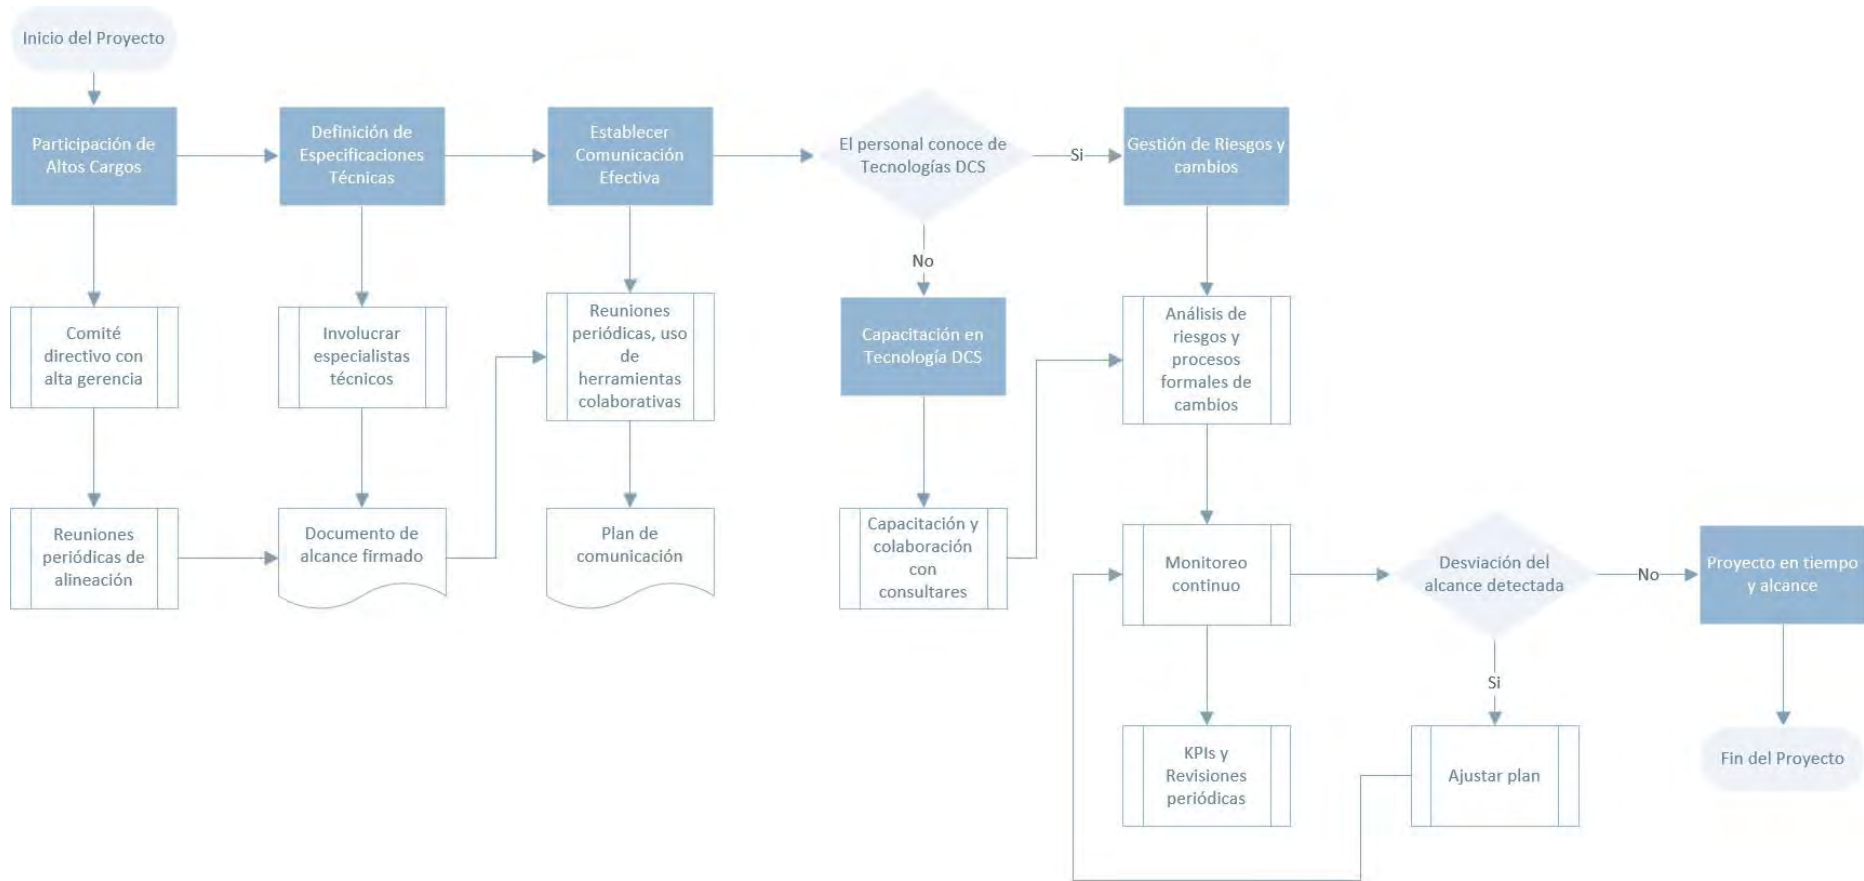 Inicio del Proyecto
Participación de
Altos Cargos
Definición de
Especificaciones
Técnicas
Establecer
Comunicación
Efectiva
El personal conoce de
Tecnologías DCS
Si
Gestión de Riesgos y
cambios
No
Comité
directivo con
alta gerencia
Involucrar
especialistas
técnicos
Reuniones
periódicas, uso
de
herramientas
colaborativas
Capacitación en
Tecnología DCS
Análisis de
riesgos y
procesos
formales de
cambios
Reuniones
periódicas de
alineación
Documento de
alcance firmado
Plan de
comunicación
Capacitación y
colaboración
con
consultares
Monitoreo
continuo
Desviación del
alcance detectada
No
Proyecto en tiempo
y alcance
Si
KPIs y
Revisiones
periódicas
Ajustar plan
Fin del Proyecto